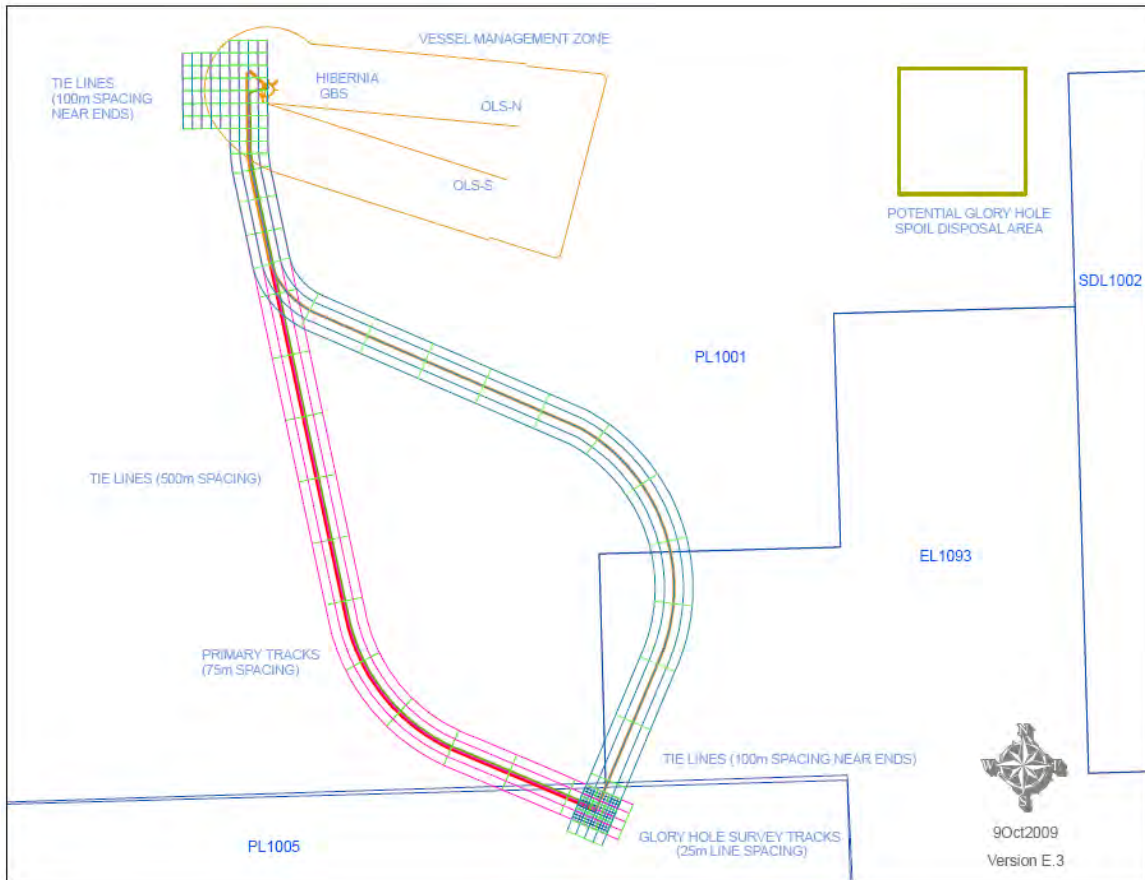 VESSEL MANAGEMENT ZONE
TIE LINES
(100m SPACING
NEAR ENDS)
HIBERNIA
GBS
OLS-N
OLS-S
POTENTIAL GLORY HOLE
SPOIL DISPOSAL AREA
SDL1002
PL1001
TIE LINES (500m SPACING)
EL1093
PRIMARY TRACKS
(75m SPACING)
TIE LINES (100m SPACING NEAR ENDS)
N
W
E
S
GLORY HOLE SURVEY TRACKS
(25m LINE SPACING)
PL1005
9Oct2009
Version E.3